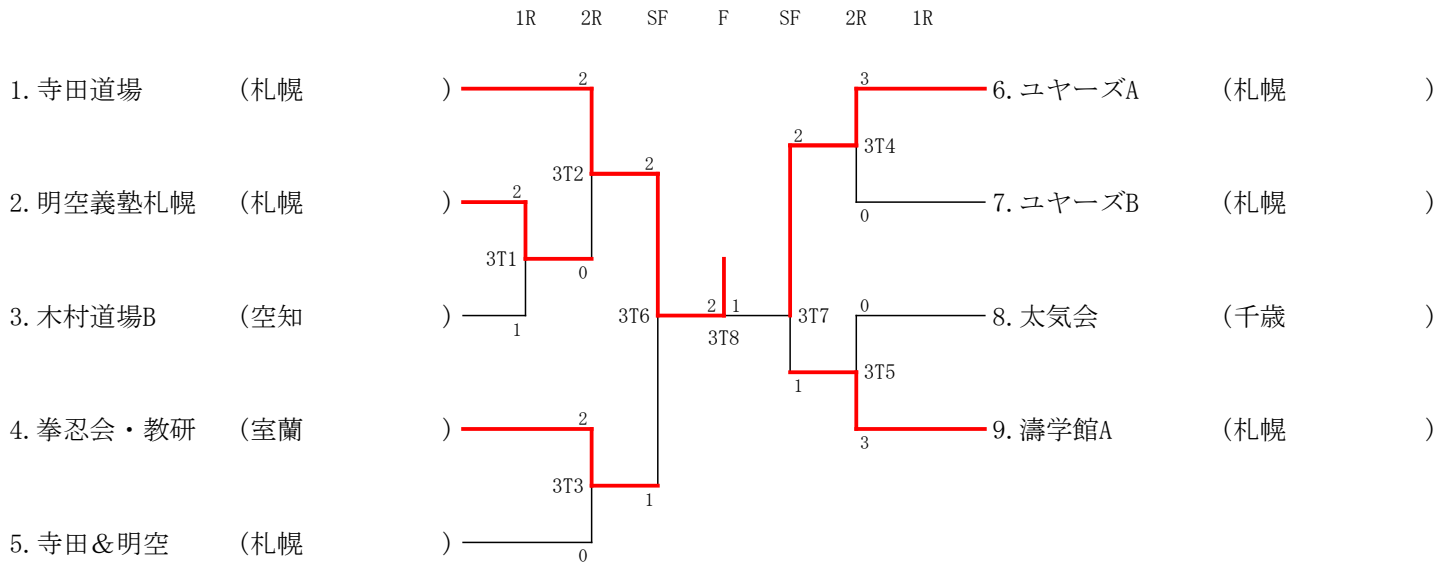 1R 2R SF F SF 2R 1R
2 3
1. 寺田道場 (札幌 ) 6. ユヤーズA (札幌 )
2 3T4
3T2 2
2 2. 明空義塾札幌 (札幌 ) 7. ユヤーズB (札幌 )
0
3T1 0
2 1 0
3. 木村道場B (空知 ) 3T6 3T7 8. 太気会 (千歳 )
1 3T8
3T5
1
2
4. 拳忍会・教研 (室蘭 ) 9. 濤学館A (札幌 )
3
3T3 1
5. 寺田&明空 (札幌 )
0